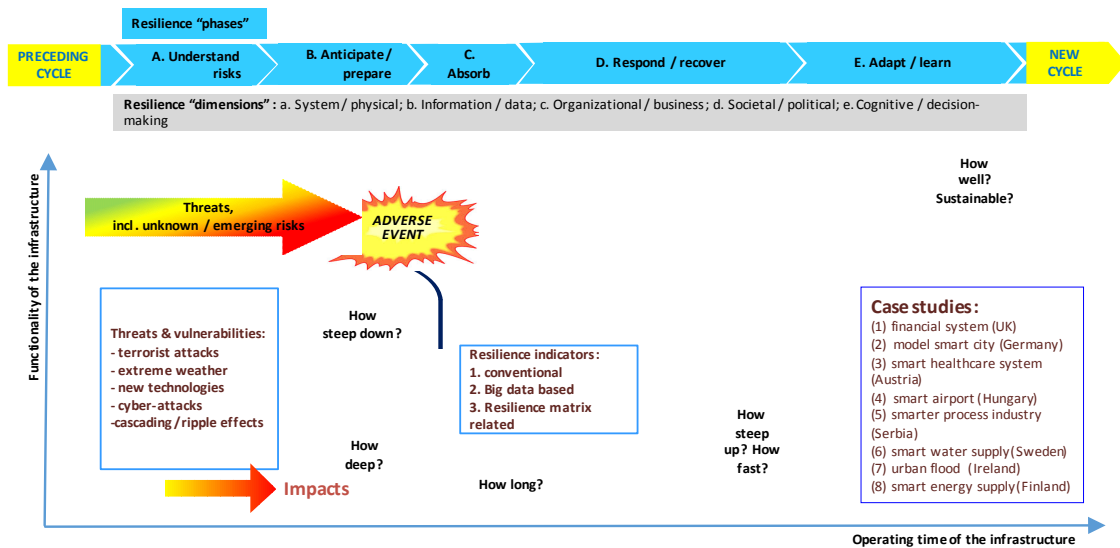 Resilience “phases”
PRECEDING
CYCLE
A. Understand
risks
B. Anticipate /
prepare
C.
Absorb
D. Respond / recover
E. Adapt / learn
NEW
CYCLE
Resilience “dimensions” : a. System / physical; b. Information / data; c. Organizational / business; d. Societal / political; e. Cognitive / decision-
making
Functionality of the infrastructure
How
well?
Sustainable?
Threats,
incl. unknown / emerging risks
ADVERSE
EVENT
How
steep down?
Threats & vulnerabilities:
- terrorist attacks
- extreme weather
- new technologies
- cyber-attacks
-cascading/ripple effects
Resilience indicators:
1. conventional
2. Big data based
3. Resilience matrix
related
Case studies:
(1) financial system (UK)
(2) model smart city (Germany)
(3) smart healthcare system
(Austria)
(4) smart airport (Hungary)
(5) smarter process industry
(Serbia)
(6) smart water supply (Sweden)
(7) urban flood (Ireland)
(8) smart energy supply (Finland)
How
deep?
How
steep
up? How
fast?
How long?
Impacts
Operating time of the infrastructure